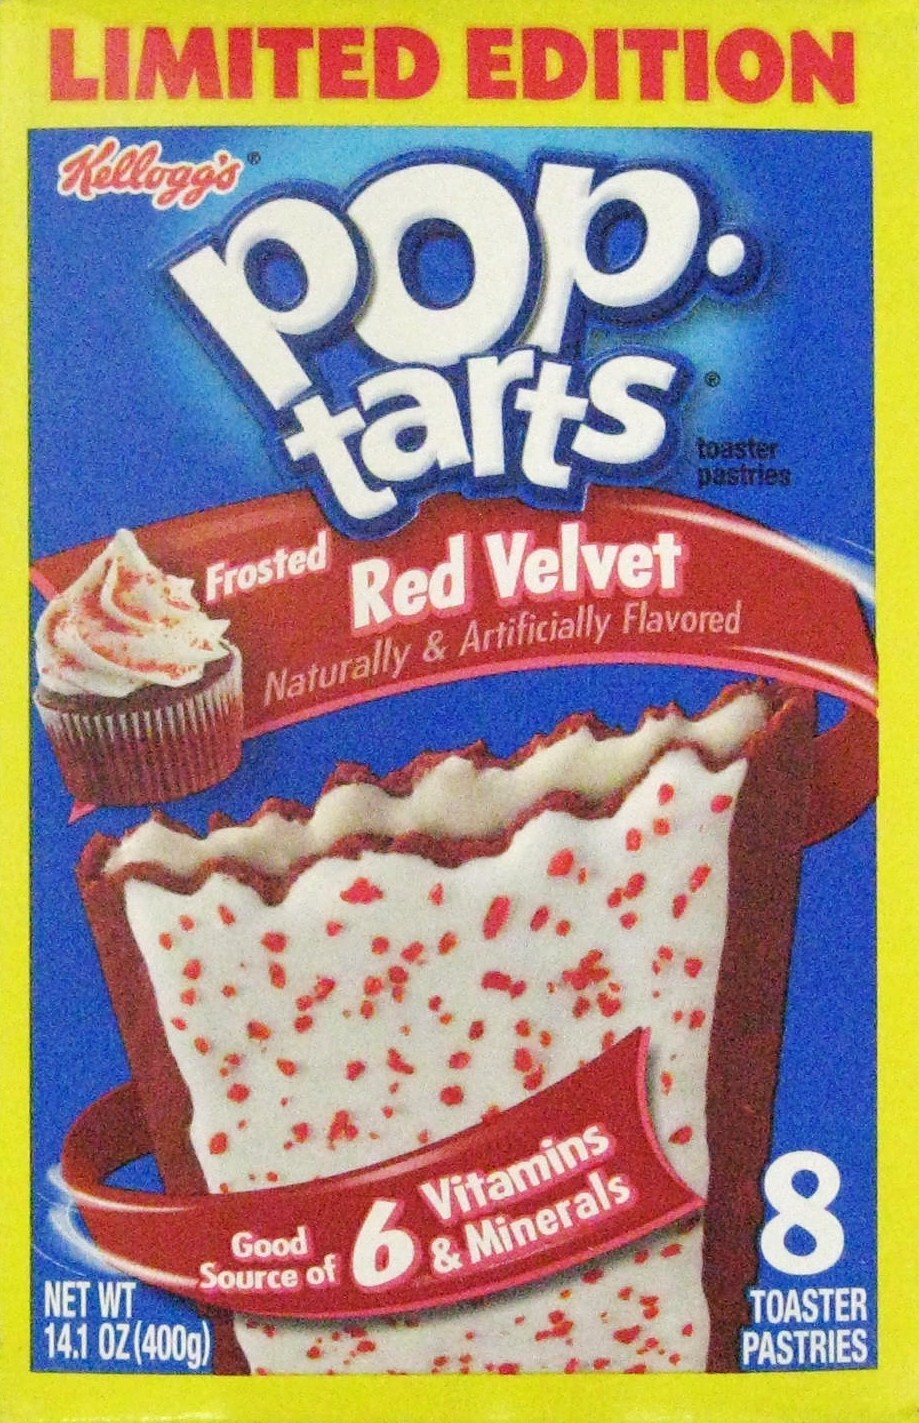 LIMITED EDITION
Kellogg's®
pop.
tarts®
toaster
pastries
Frosted Red Velvet
Naturally & Artificially Flavored
Good
Source of 6 Vitamins
& Minerals
NET WT
14.1 OZ (400g)
8
TOASTER
PASTRIES